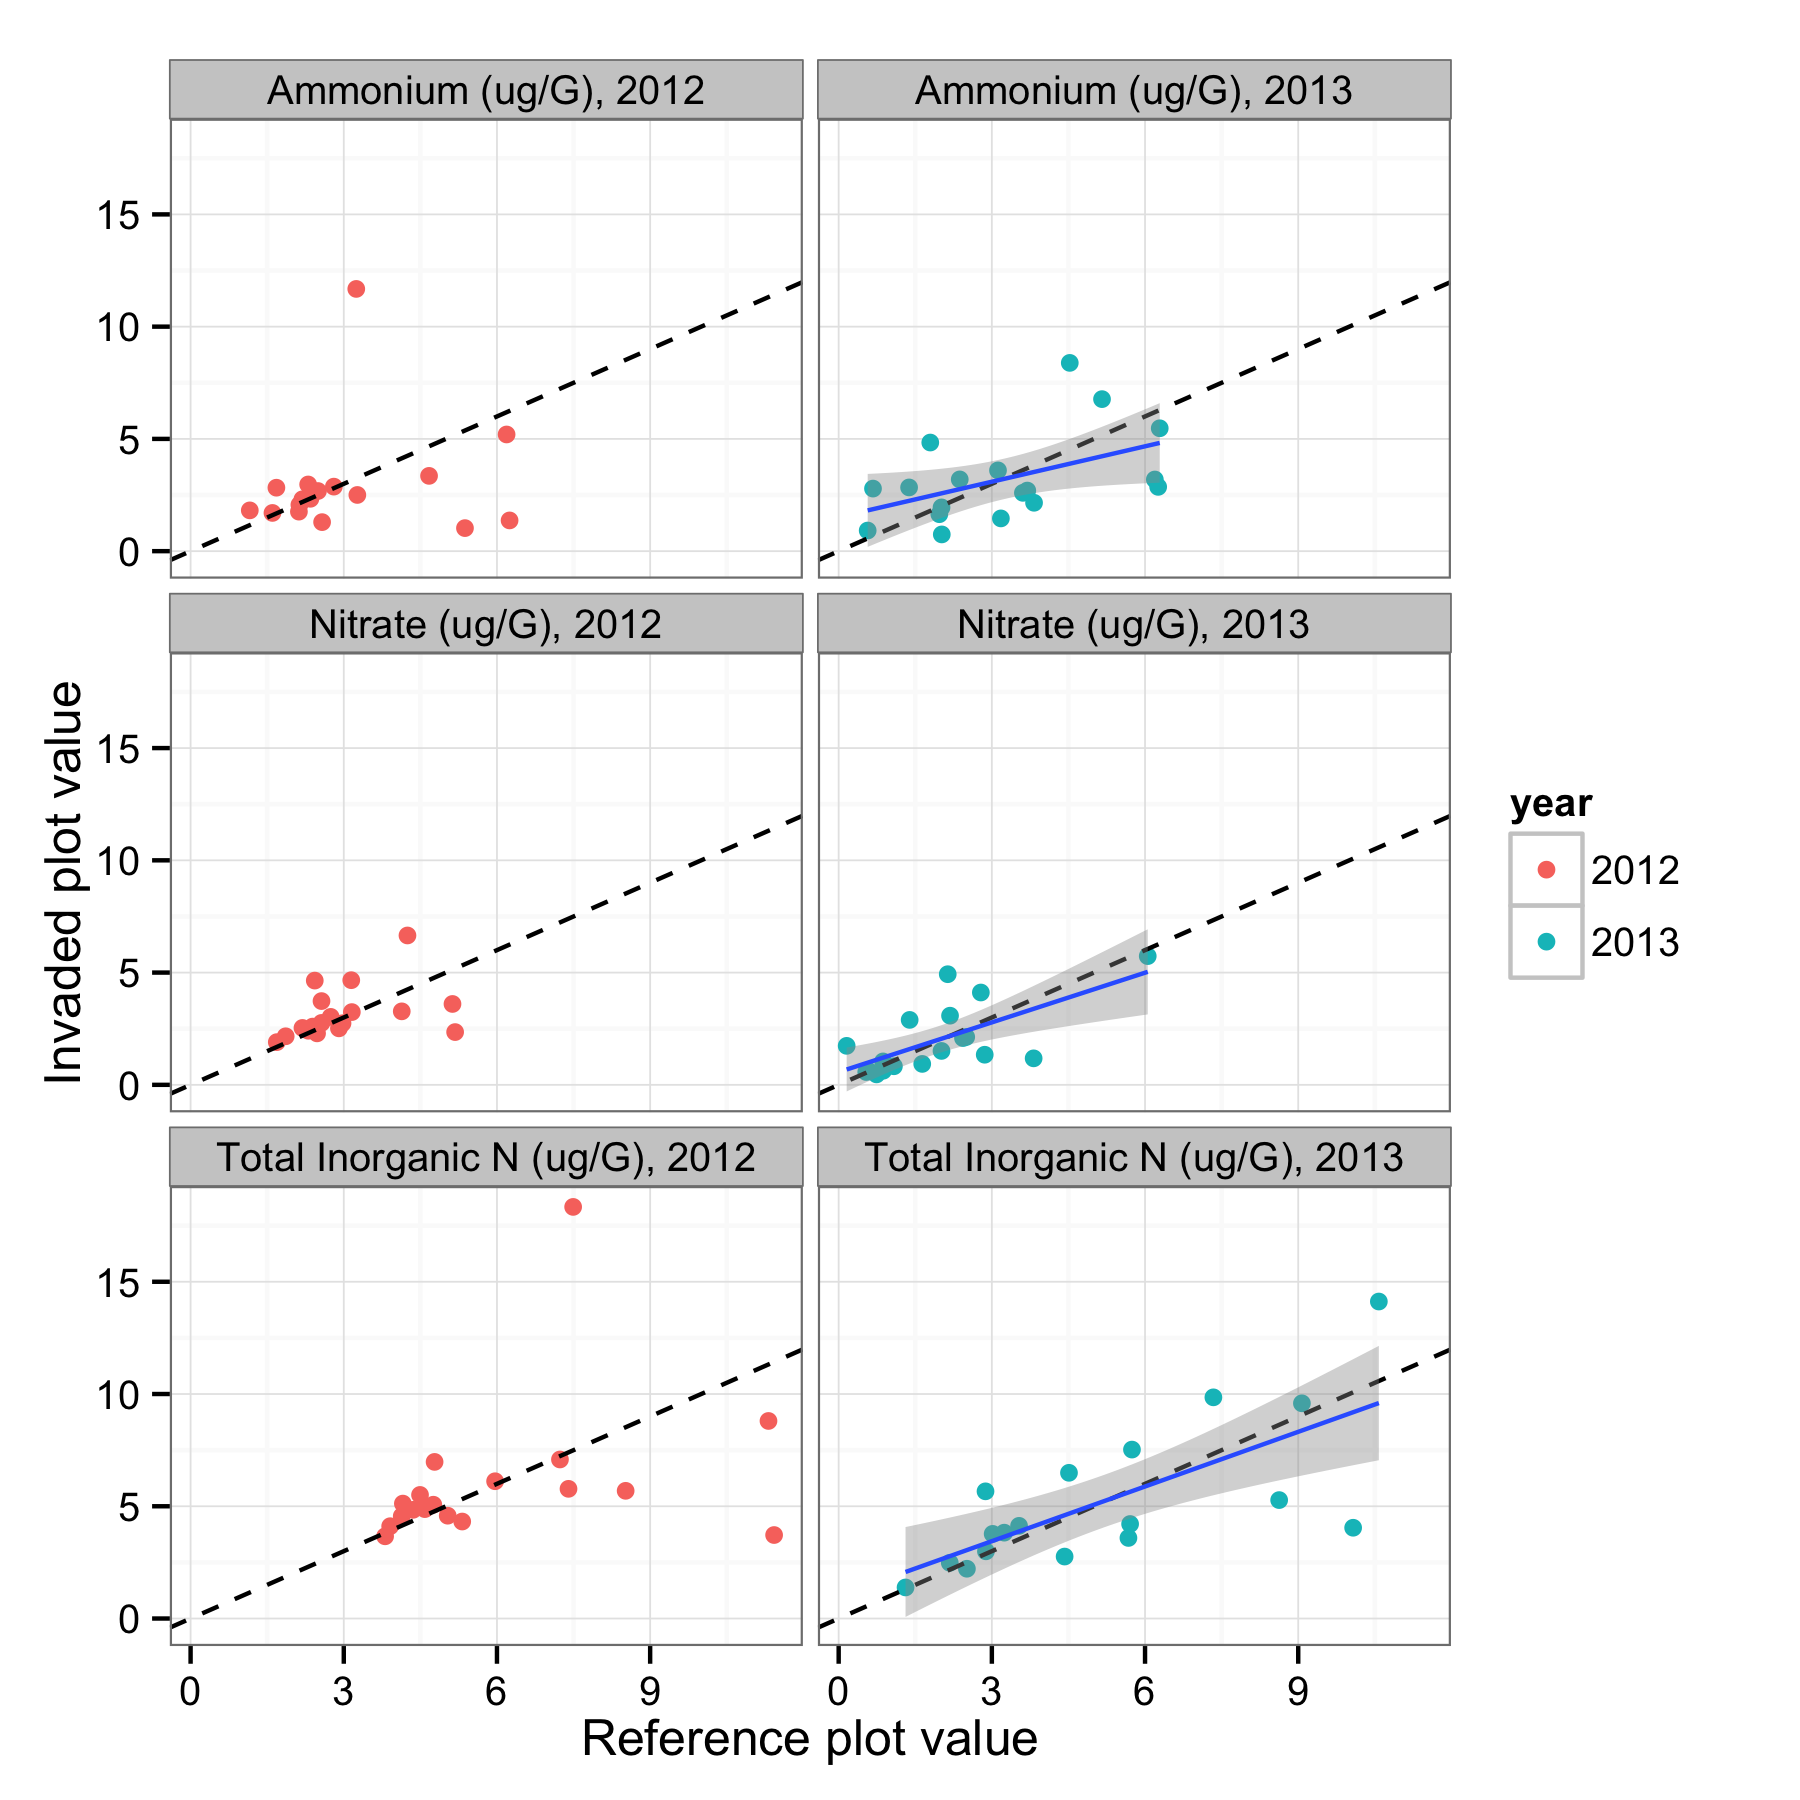 Ammonium (ug/G), 2012
Ammonium (ug/G), 2013
15
10
5
0
Nitrate (ug/G), 2012
Nitrate (ug/G), 2013
15
10
5
0
Invaded plot value
year
2012
2013
Total Inorganic N (ug/G), 2012
Total Inorganic N (ug/G), 2013
15
10
5
0
0 3 6 9
0 3 6 9
Reference plot value